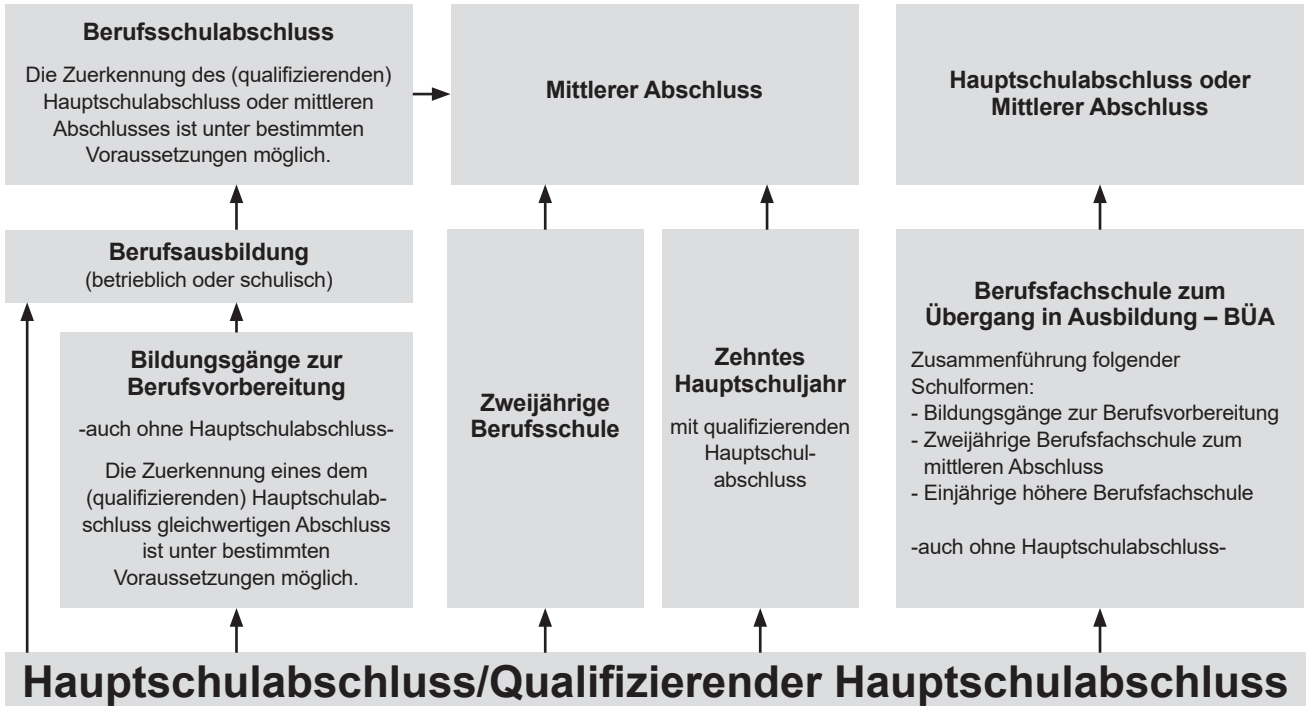 Berufsschulabschluss
Die Zuerkennung des (qualifizierenden)
Hauptschulabschluss oder mittleren
Abschlusses ist unter bestimmten
Voraussetzungen möglich.
Mittlerer Abschluss
Hauptschulabschluss oder
Mittlerer Abschluss
Berufsausbildung
(betrieblich oder schulisch)
Bildungsgänge zur
Berufsvorbereitung
-auch ohne Hauptschulabschluss-
Die Zuerkennung eines dem
(qualifizierenden) Hauptschulab-
schluss gleichwertigen Abschluss
ist unter bestimmten
Voraussetzungen möglich.
Zweijährige
Berufsschule
Zehntes
Hauptschuljahr
mit qualifizierenden
Hauptschul-
abschluss
Berufsfachschule zum
Übergang in Ausbildung – BÜA
Zusammenführung folgender
Schulformen:
- Bildungsgänge zur Berufsvorbereitung
- Zweijährige Berufsfachschule zum
mittleren Abschluss
- Einjährige höhere Berufsfachschule
-auch ohne Hauptschulabschluss-
Hauptschulabschluss/Qualifizierender Hauptschulabschluss